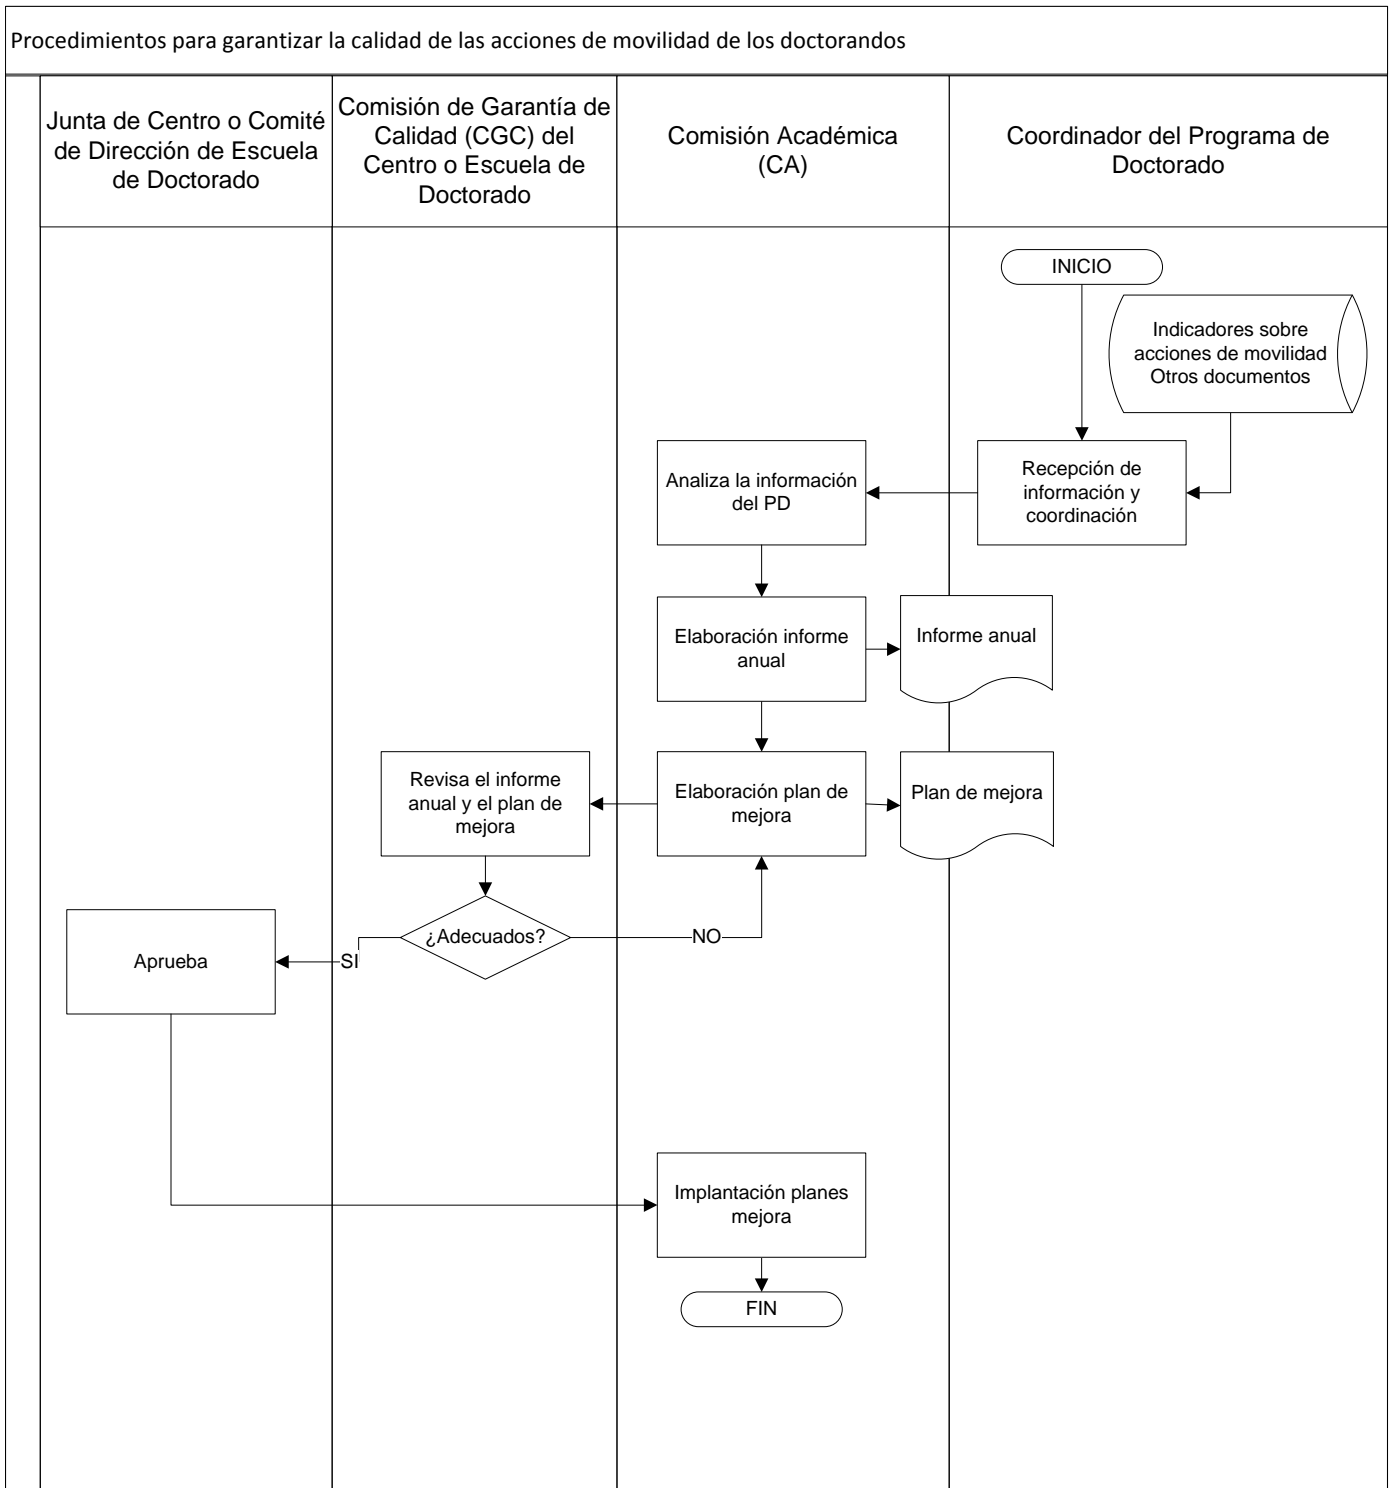 Procedimientos para garantizar la calidad de las acciones de movilidad de los doctorandos
Junta de Centro o Comité
de Dirección de Escuela
de Doctorado
Comisión de Garantía de
Calidad (CGC) del
Centro o Escuela de
Doctorado
Comisión Académica
(CA)
Coordinador del Programa de
Doctorado
INICIO
Indicadores sobre
acciones de movilidad
Otros documentos
Recepción de
información y
coordinación
Analiza la información
del PD
Elaboración informe
anual
Informe anual
Elaboración plan de
mejora
Plan de mejora
Revisa el informe
anual y el plan de
mejora
¿Adecuados?
NO
SI
Aprueba
Implantación planes
mejora
FIN